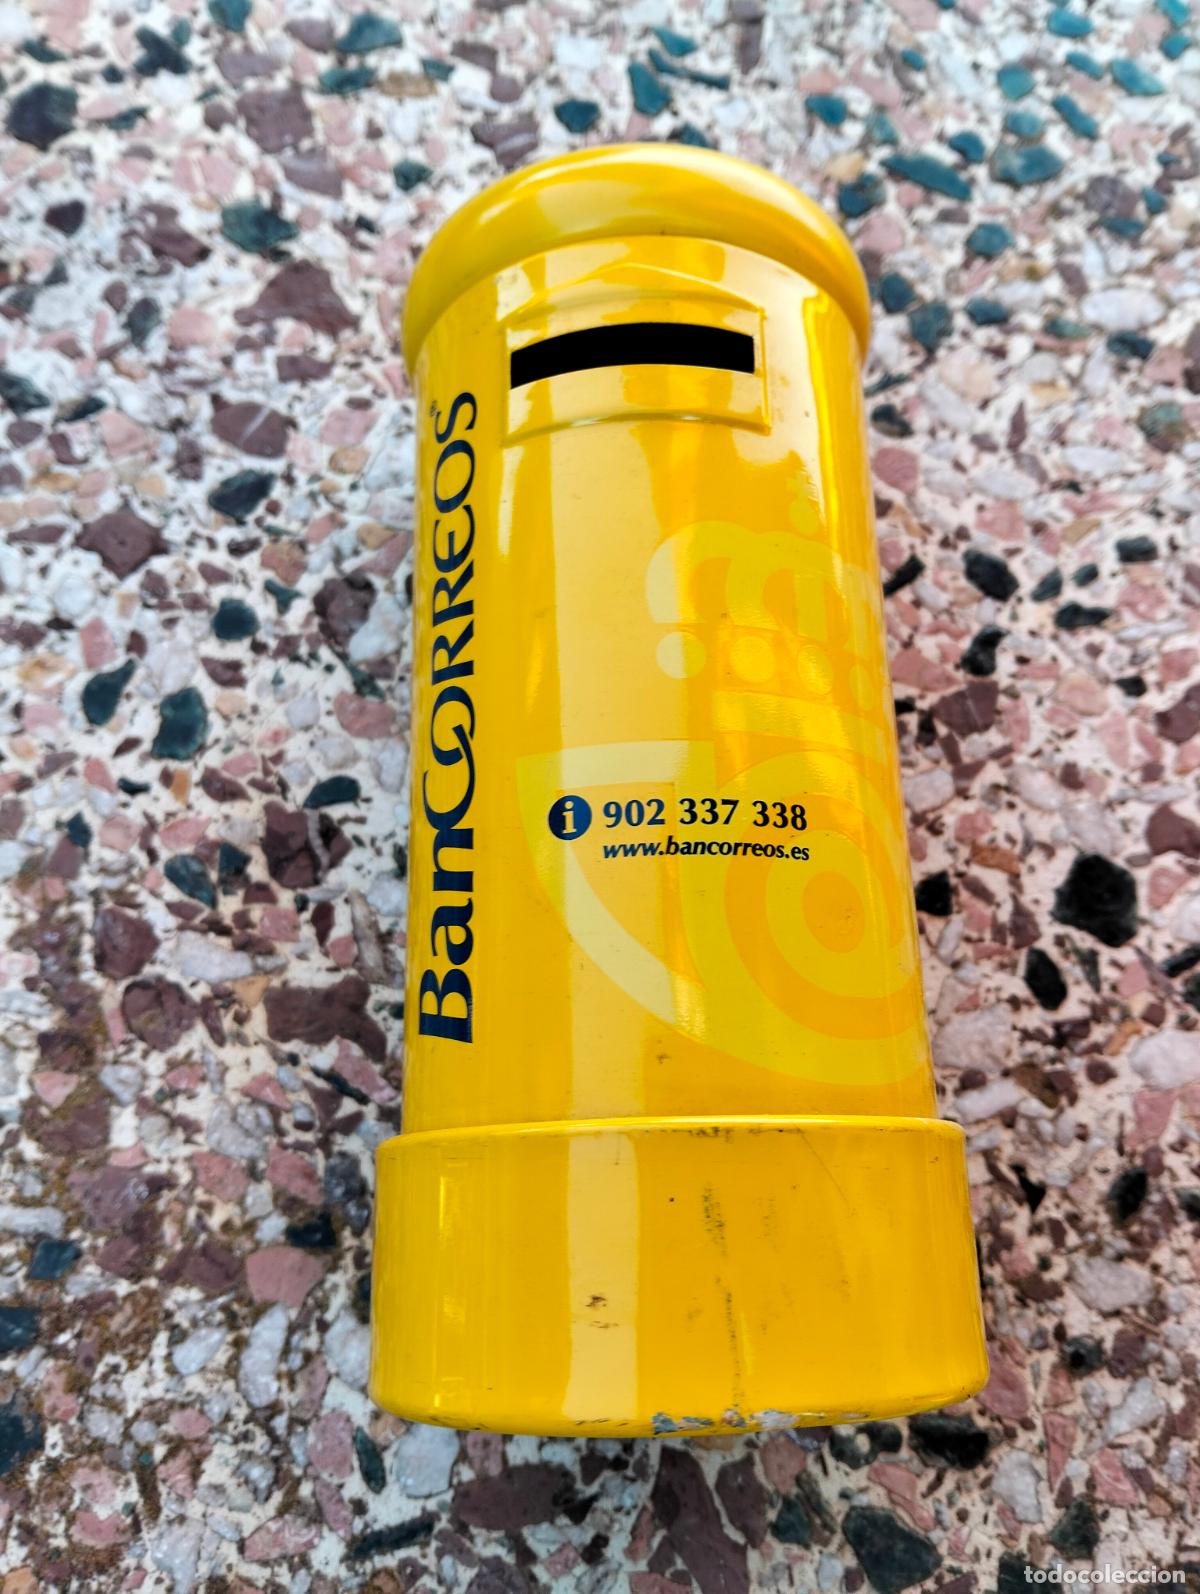 BanCorreos®
i 902 337 338
www.bancorreos.es
todocoleccion